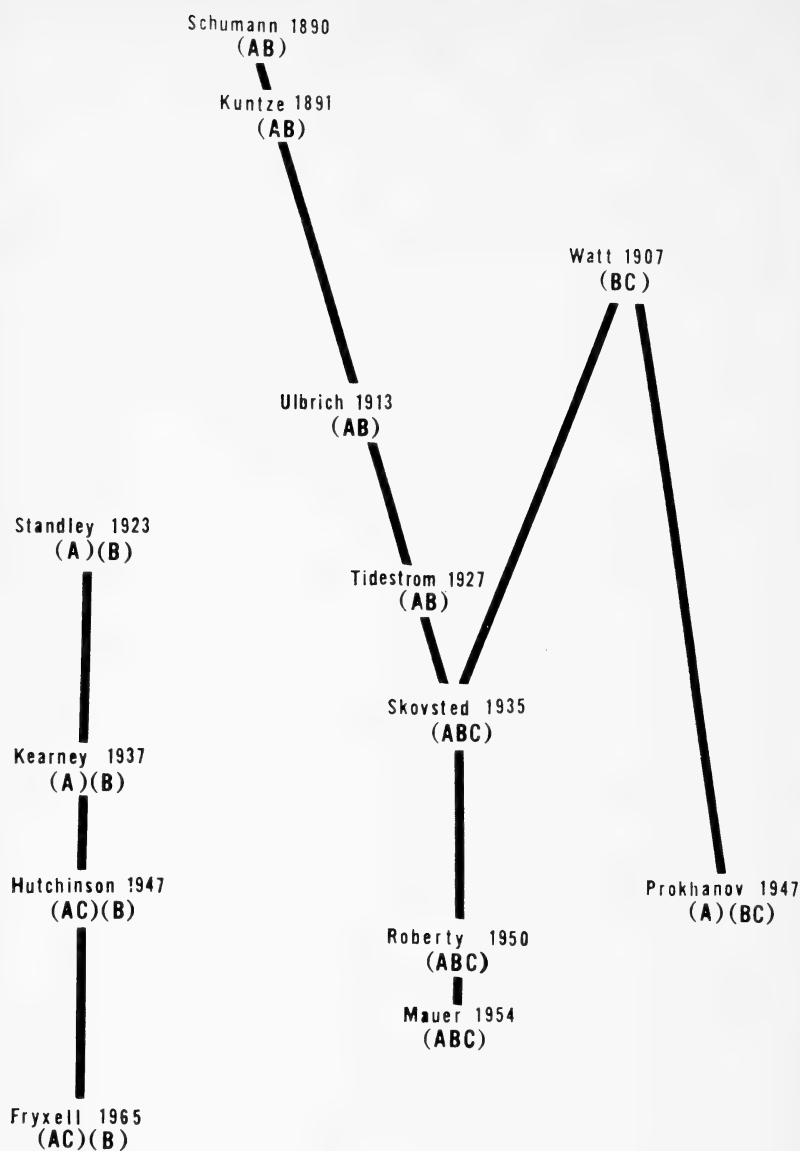 Schumann 1890
(AB)
Kuntze 1891
(AB)
Watt 1907
(BC)
Ulbrich 1913
(AB)
Standley 1923
(A)(B)
Tidestrom 1927
(AB)
Skovsted 1935
(ABC)
Kearney 1937
(A)(B)
Hutchinson 1947
(AC)(B)
Prokhanov 1947
(A)(BC)
Roberty 1950
(ABC)
Mauer 1954
(ABC)
Fryxell 1965
(AC)(B)